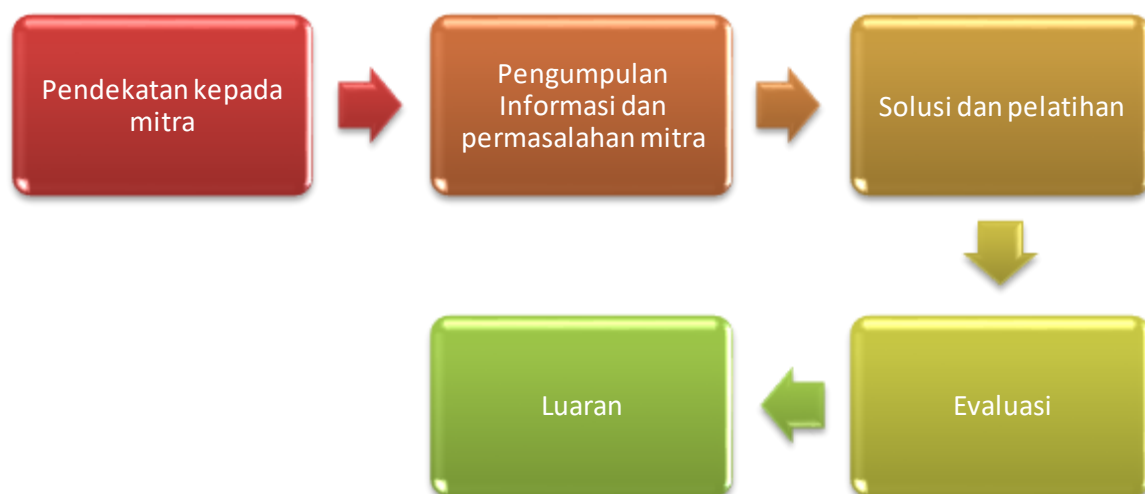 Pendekatan kepada
mitra
Pengumpulan
Informasi dan
permasalahan mitra
Solusi dan pelatihan
Evaluasi
Luaran